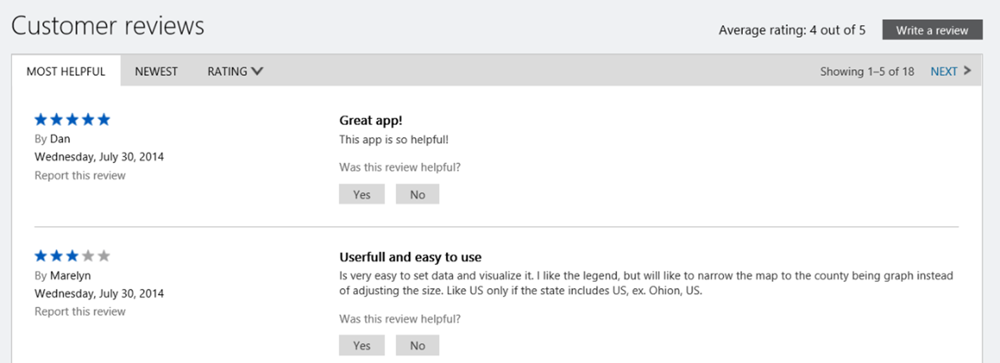 Customer reviews
Average rating: 4 out of 5
Write a review
MOST HELPFUL
NEWEST
RATING
Showing 1–5 of 18
NEXT
By Dan
Wednesday, July 30, 2014
Report this review
Great app!
This app is so helpful!
Was this review helpful?
Yes
No
By Marelyn
Wednesday, July 30, 2014
Report this review
Userfull and easy to use
Is very easy to set data and visualize it. I like the legend, but will like to narrow the map to the county being graph instead
of adjusting the size. Like US only if the state includes US, ex. Ohion, US.
Was this review helpful?
Yes
No